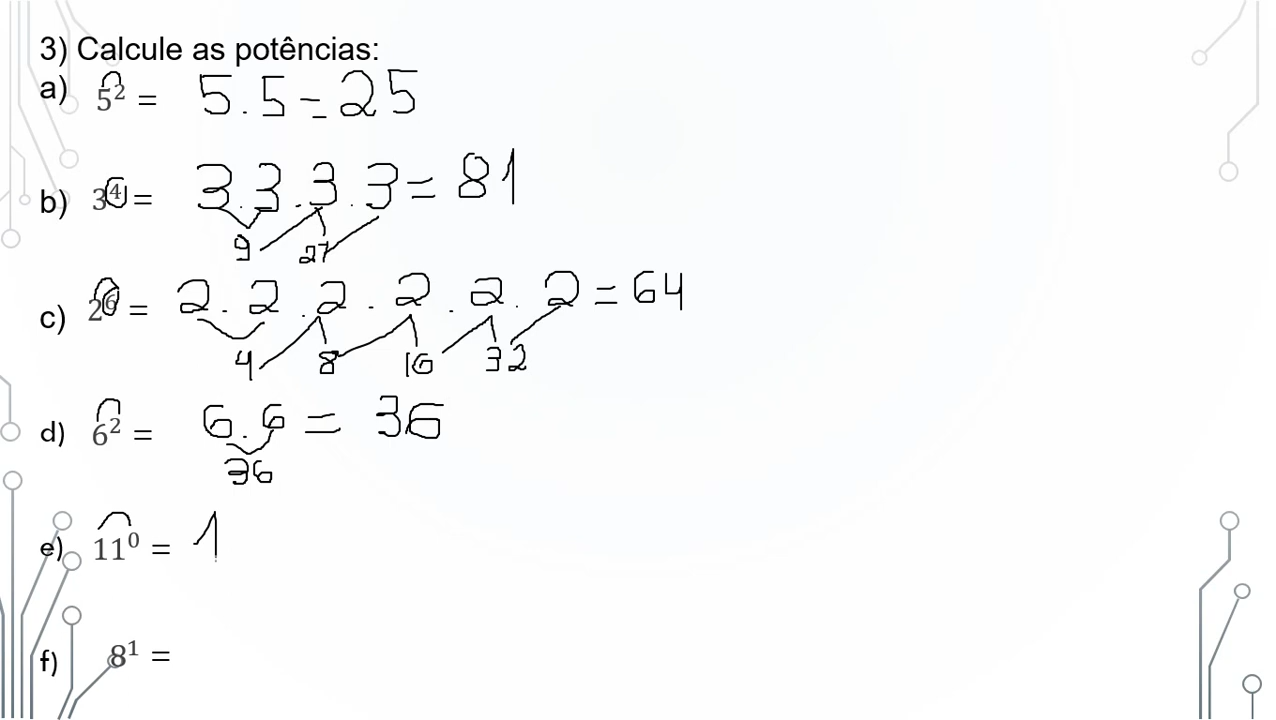 3) Calcule as potências:
a) 5² = 5.5=25
b) 3⁴ = 3.3.3.3=81
9 27
c) 2⁶ = 2.2.2.2.2.2=64
4 8 16 32
d) 6² = 6.6=36
36
e) 11⁰ = 1
f) 8¹ =